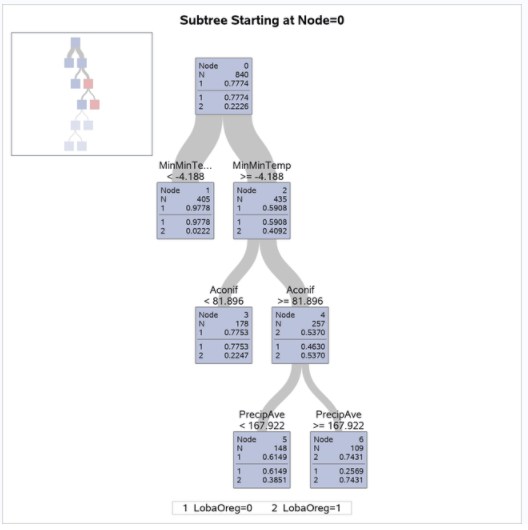 Subtree Starting at Node=0
Node 0
N 840
1 0.7774
1 0.7774
2 0.2226
MinMinTe... MinMinTemp
< -4.188 >= -4.188
Node 1
N 405
1 0.9778
1 0.9778
2 0.0222
Node 2
N 435
1 0.5908
1 0.5908
2 0.4092
Aconif Aconif
< 81.896 >= 81.896
Node 3
N 178
1 0.7753
1 0.7753
2 0.2247
Node 4
N 257
2 0.5370
1 0.4630
2 0.5370
PrecipAve PrecipAve
< 167.922 >= 167.922
Node 5
N 148
1 0.6149
1 0.6149
2 0.3851
Node 6
N 109
2 0.7431
1 0.2569
2 0.7431
1 LobaOreg=0 2 LobaOreg=1